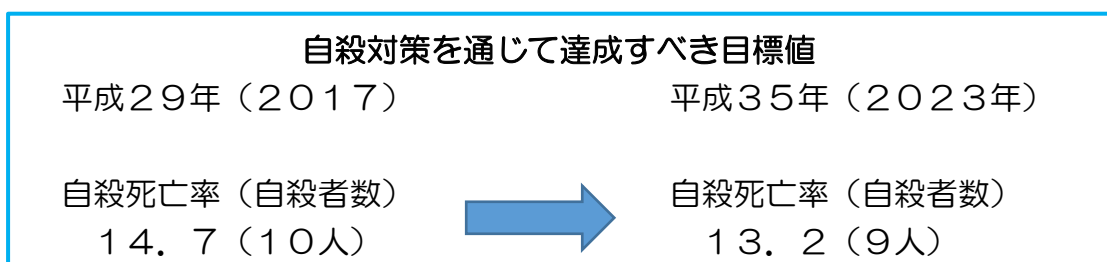 自殺対策を通じて達成すべき目標値
平成２９年（２０１７） 平成３５年（２０２３年）
自殺死亡率（自殺者数） 自殺死亡率（自殺者数）
１４．７（１０人） １３．２（９人）